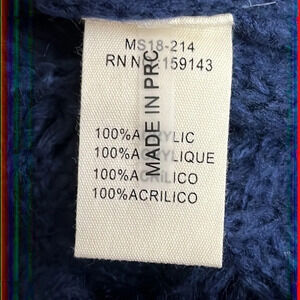 MS18-214
RN N 159143
MADE IN PRC
100%ACRYLIC
100%ACRYLIQUE
100%ACRILICO
100%ACRILICO